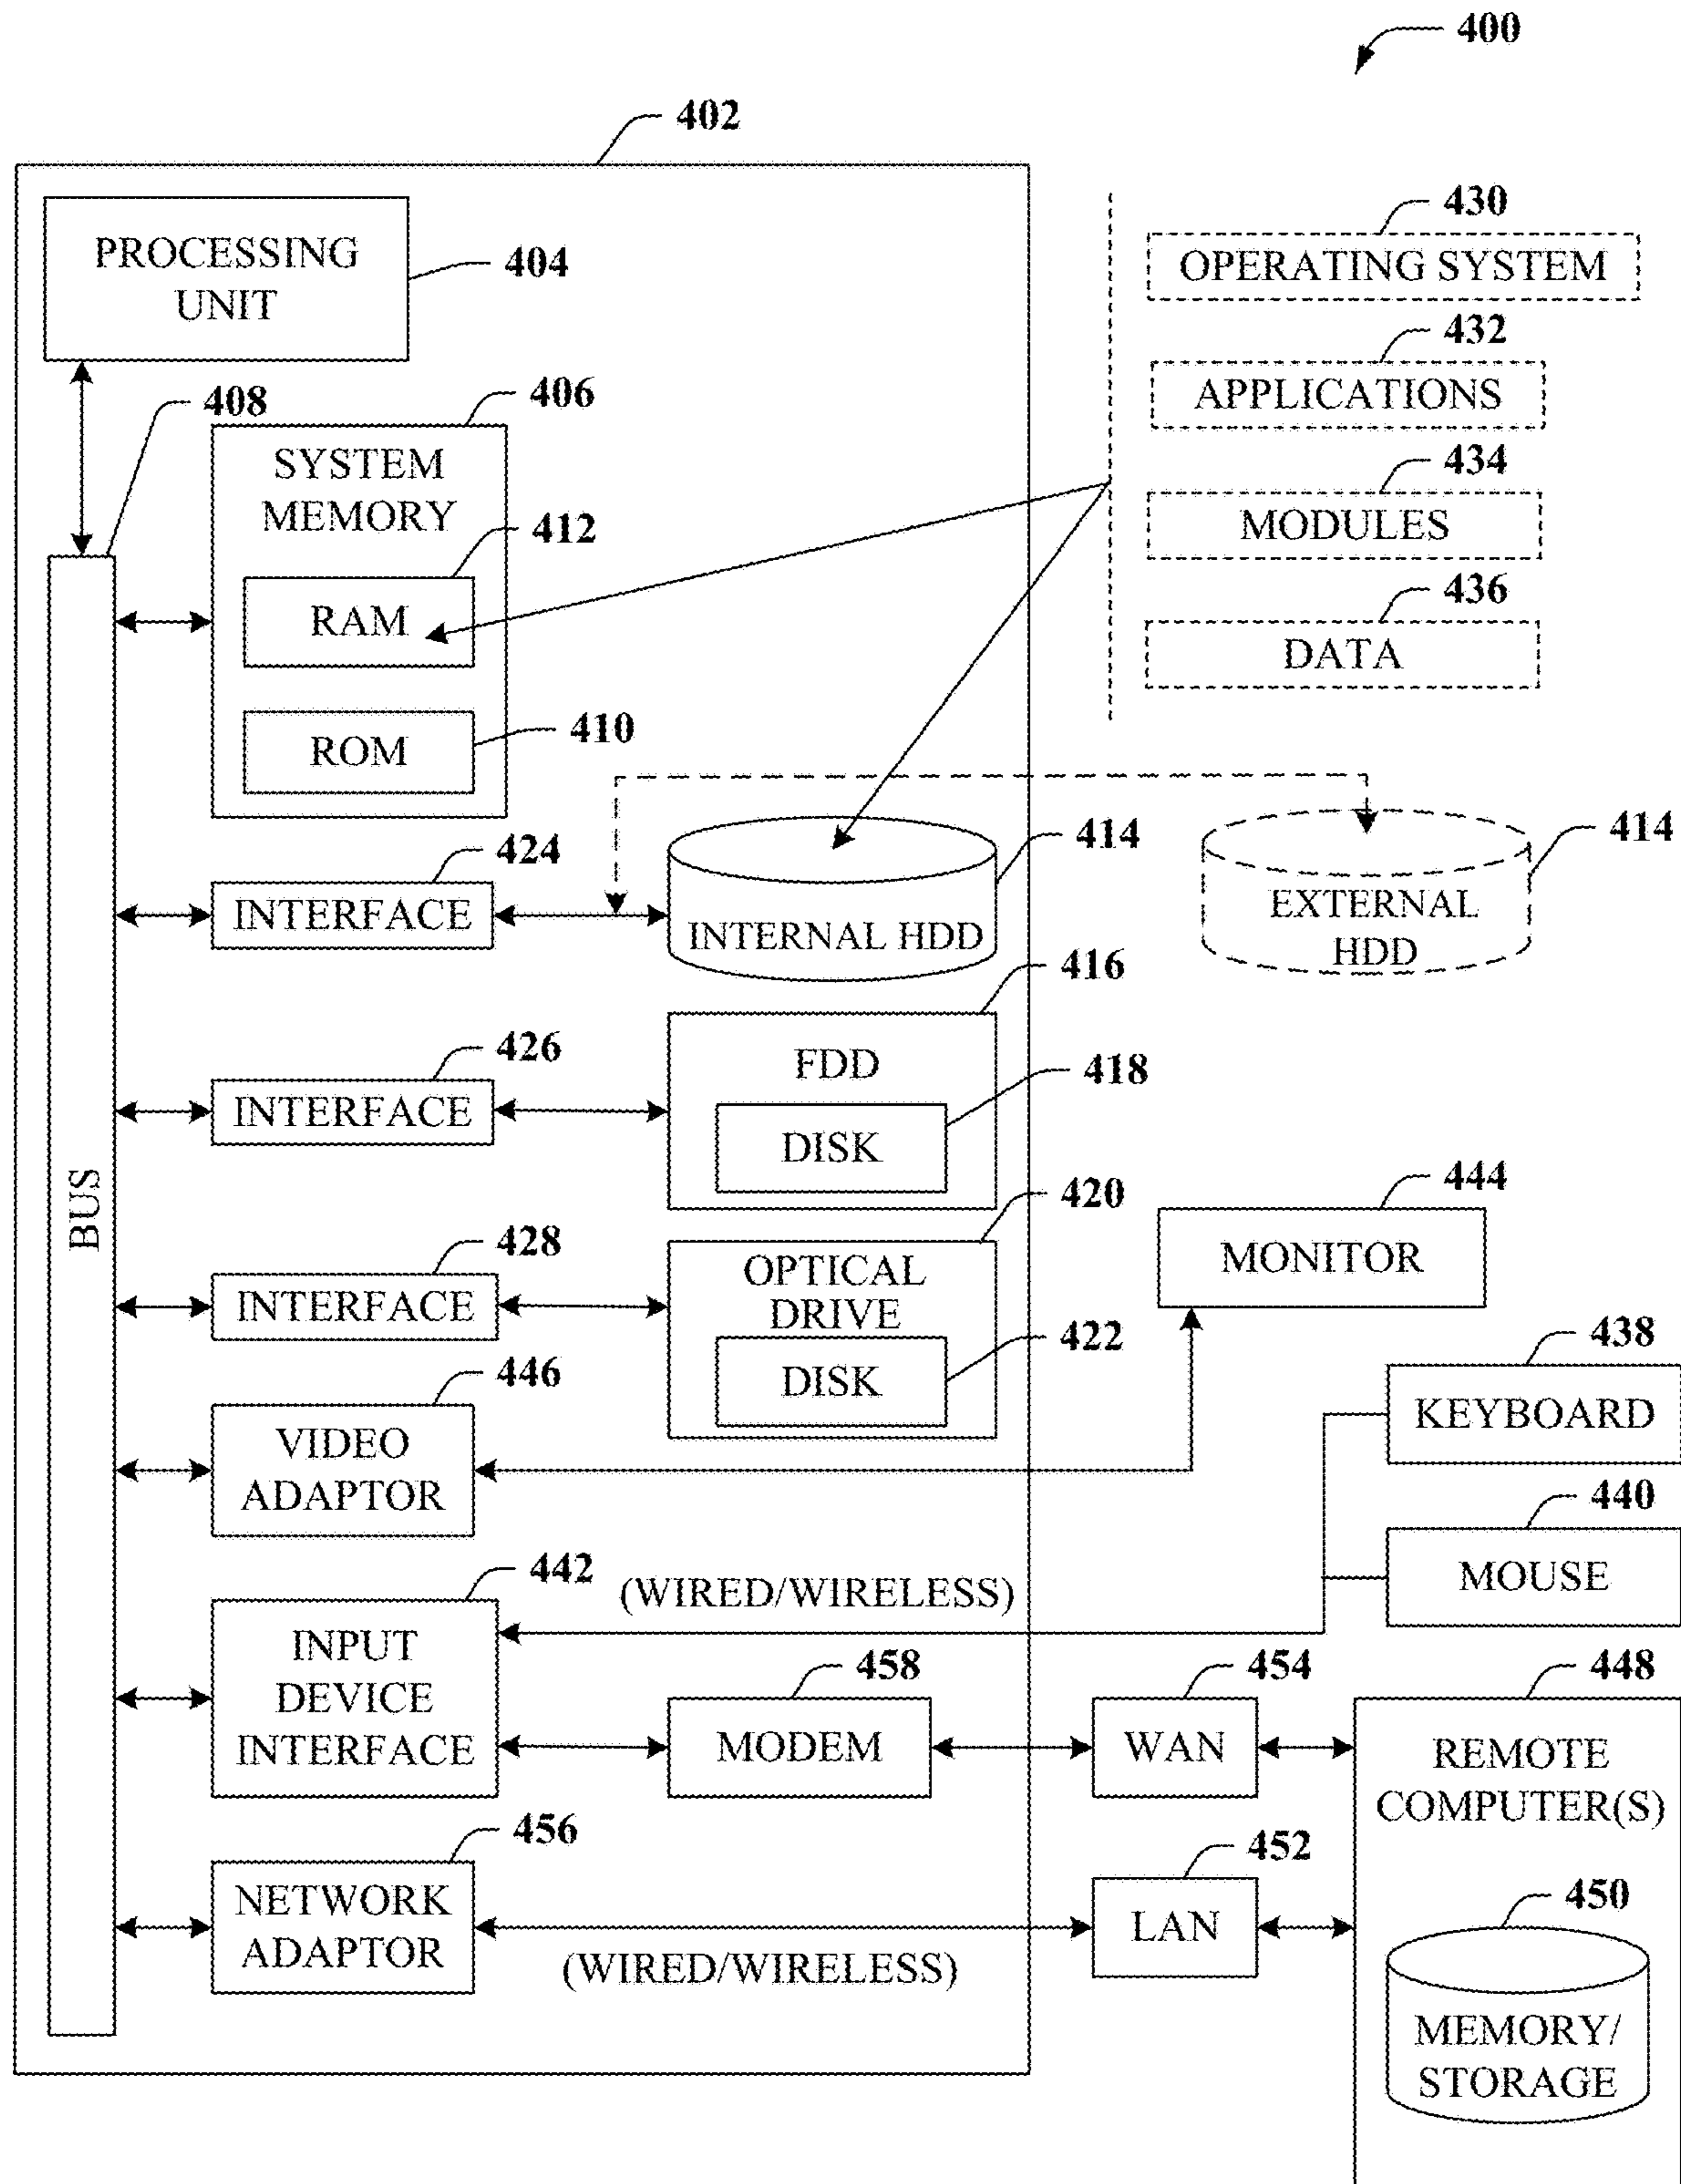 400
402
PROCESSING
UNIT
404
430
OPERATING SYSTEM
432
APPLICATIONS
434
MODULES
436
DATA
408
406
SYSTEM
MEMORY
412
RAM
410
ROM
424
INTERFACE
414
INTERNAL HDD
414
EXTERNAL
HDD
426
INTERFACE
416
FDD
418
DISK
BUS
428
INTERFACE
420
OPTICAL
DRIVE
422
DISK
444
MONITOR
438
KEYBOARD
446
VIDEO
ADAPTOR
440
MOUSE
442
(WIRED/WIRELESS)
INPUT
DEVICE
INTERFACE
458
MODEM
454
WAN
448
REMOTE
COMPUTER(S)
456
NETWORK
ADAPTOR
(WIRED/WIRELESS)
452
LAN
450
MEMORY/
STORAGE